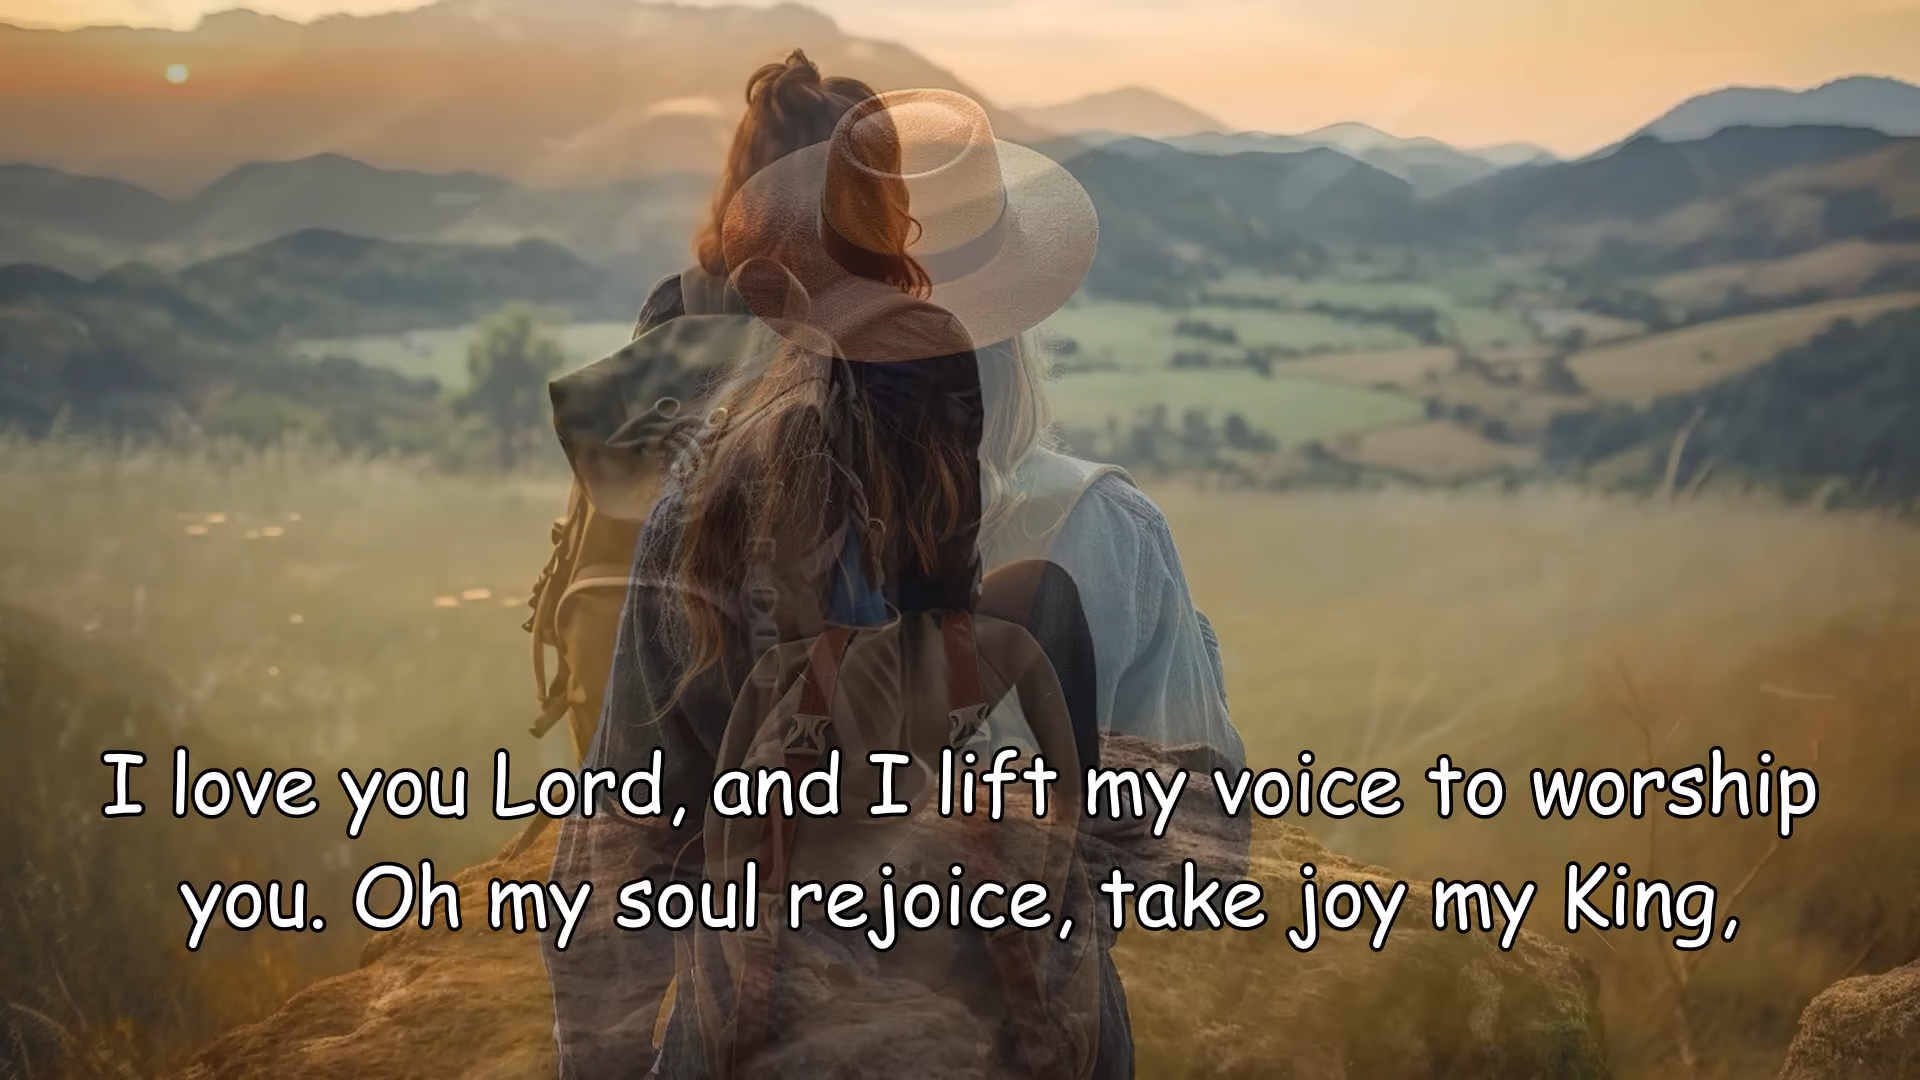 I love you Lord, and I lift my voice to worship
you. Oh my soul rejoice, take joy my King,